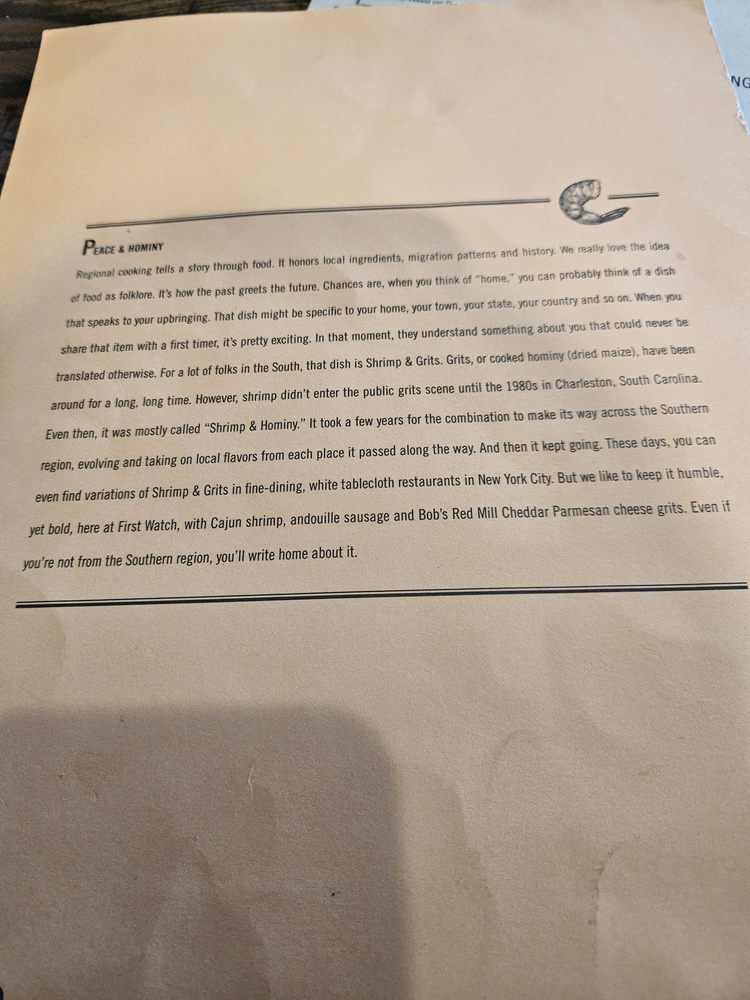 NG
PEACE & HOMINY
Regional cooking tells a story through food. It honors local ingredients, migration patterns and history. We really love the idea
of food as folklore. It's how the past greets the future. Chances are, when you think of "home," you can probably think of a dish
that speaks to your upbringing. That dish might be specific to your home, your town, your state, your country and so on. When you
share that item with a first timer, it's pretty exciting. In that moment, they understand something about you that could never be
translated otherwise. For a lot of folks in the South, that dish is Shrimp & Grits. Grits, or cooked hominy (dried maize), have been
around for a long, long time. However, shrimp didn't enter the public grits scene until the 1980s in Charleston, South Carolina.
Even then, it was mostly called "Shrimp & Hominy." It took a few years for the combination to make its way across the Southern
region, evolving and taking on local flavors from each place it passed along the way. And then it kept going. These days, you can
even find variations of Shrimp & Grits in fine-dining, white tablecloth restaurants in New York City. But we like to keep it humble,
yet bold, here at First Watch, with Cajun shrimp, andouille sausage and Bob's Red Mill Cheddar Parmesan cheese grits. Even if
you're not from the Southern region, you'll write home about it.